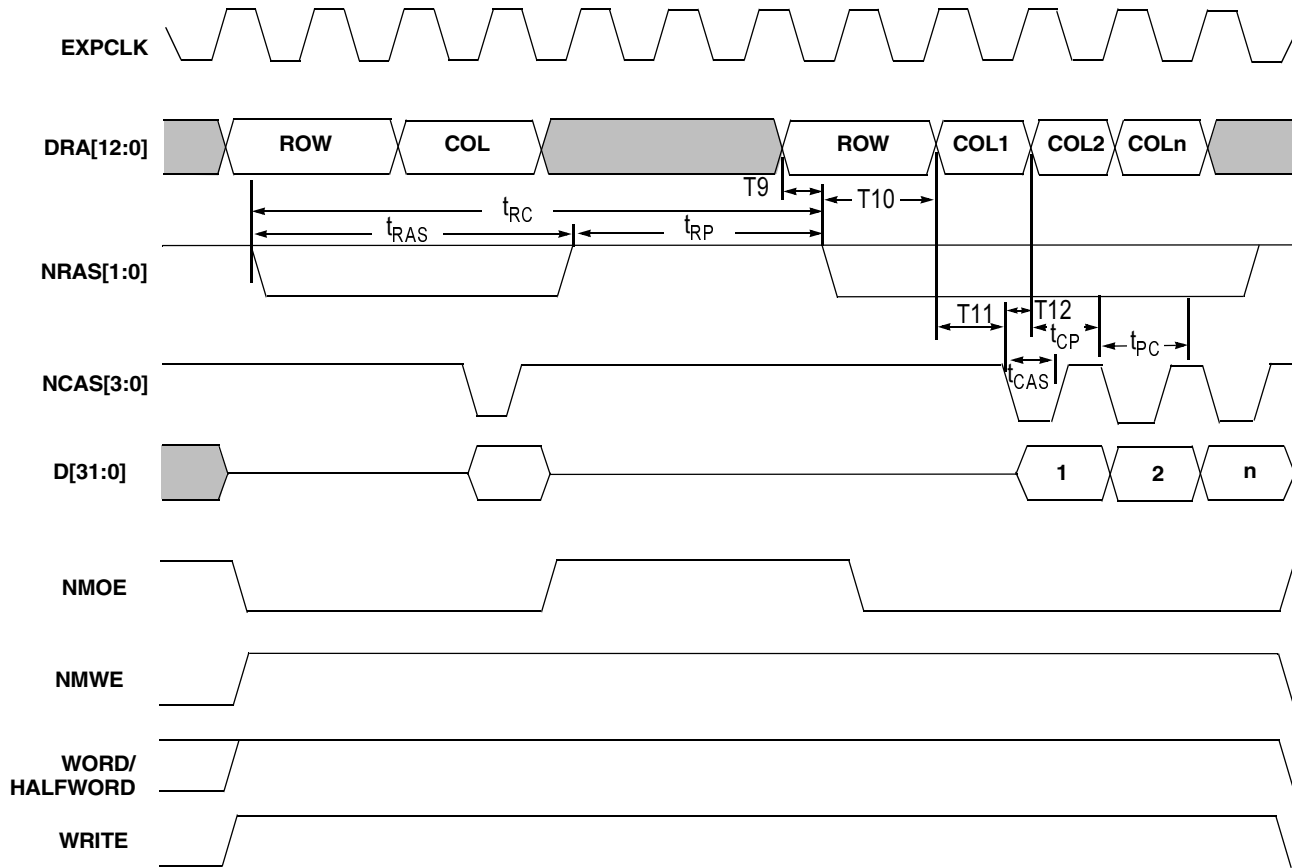 EXPCLK
DRA[12:0]
ROW
COL
ROW
COL1
COL2
COLn
T9
T10
tRC
tRAS
tRP
NRAS[1:0]
T11
T12
tCP
tPC
NCAS[3:0]
tCAS
D[31:0]
1
2
n
NMOE
NMWE
WORD/
HALFWORD
WRITE